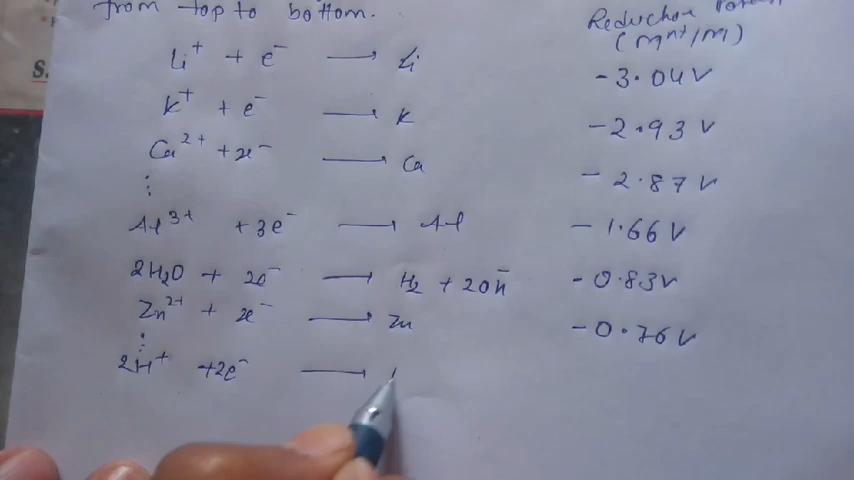 from top to bottom.
Reduction
(Mⁿ⁺/M)
Li⁺ + e⁻ → Li -3.04V
K⁺ + e⁻ → K -2.93V
Ca²⁺ + 2e⁻ → Ca -2.87V
⋮
Al³⁺ + 3e⁻ → Al -1.66V
2H₂O + 2e⁻ → H₂ + 2OH⁻ -0.83V
Zn²⁺ + 2e⁻ → Zn -0.76V
⋮
2H⁺ + 2e⁻ →
S.